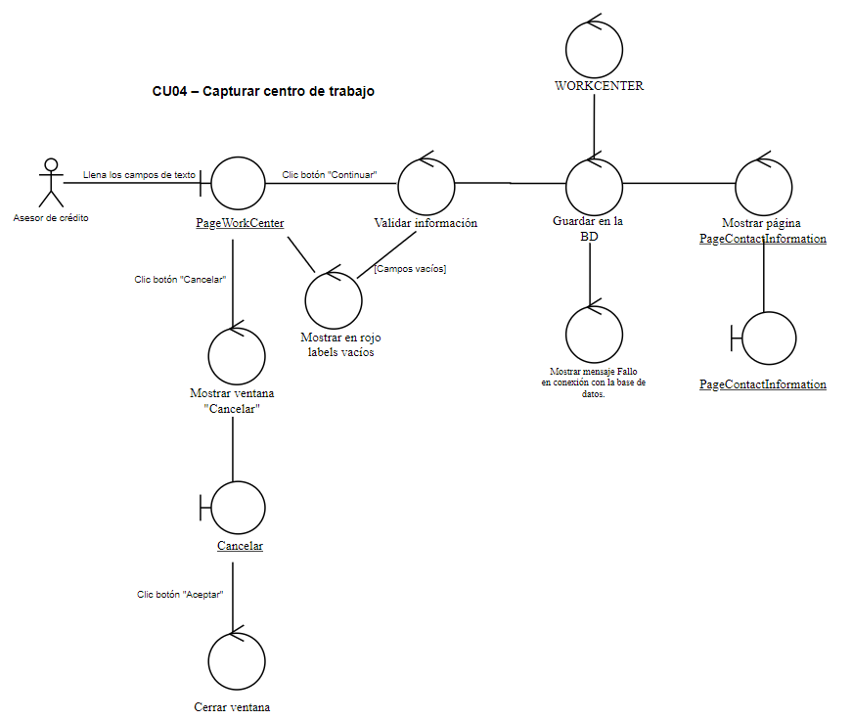 WORKCENTER
CU04 – Capturar centro de trabajo
Llena los campos de texto
Clic botón "Continuar"
Asesor de crédito
PageWorkCenter
Validar información
Guardar en la
BD
Mostrar página
PageContactInformation
Clic botón "Cancelar"
[Campos vacíos]
Mostrar en rojo
labels vacíos
Mostrar mensaje Fallo
en conexión con la base de
datos.
PageContactInformation
Mostrar ventana
"Cancelar"
Cancelar
Clic botón "Aceptar"
Cerrar ventana